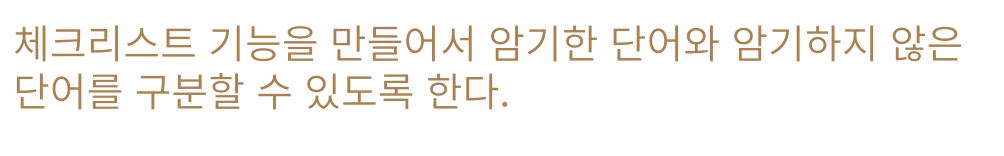 체크리스트 기능을 만들어서 암기한 단어와 암기하지 않은
단어를 구분할 수 있도록 한다.